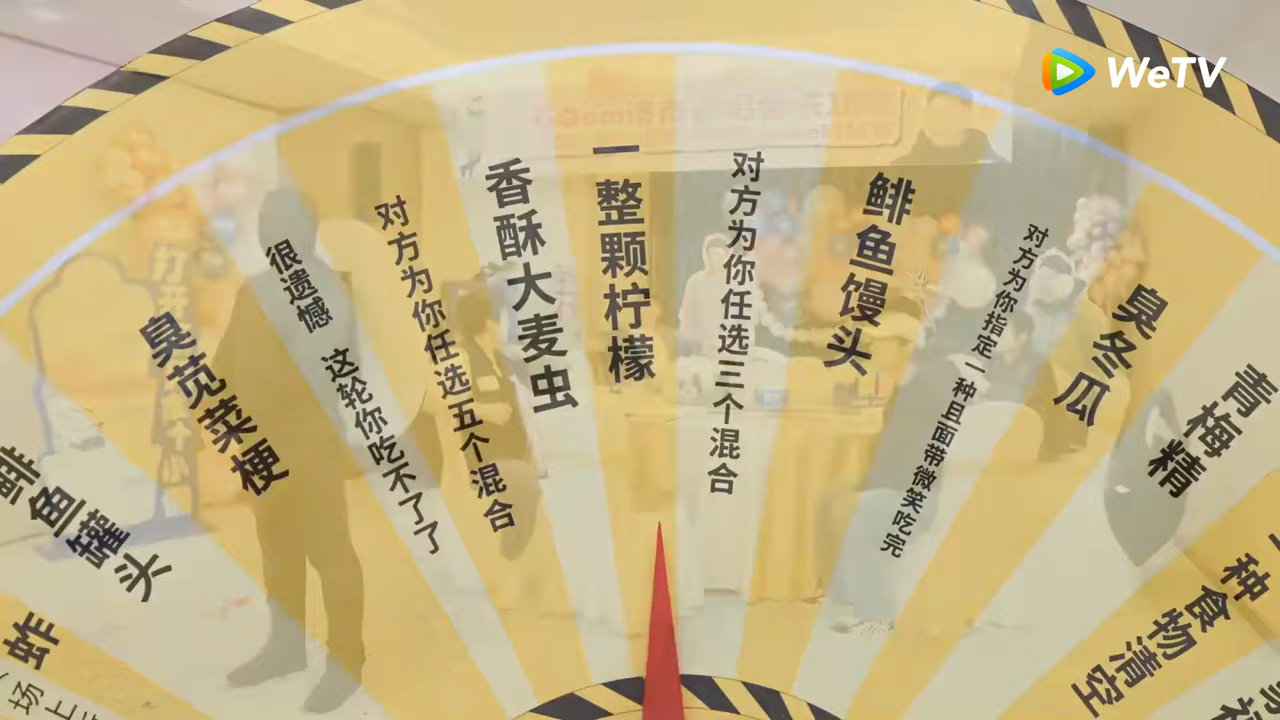 WeTV
鲱鱼罐头
臭苋菜梗
很遗憾 这轮你吃不了了
对方为你任选五个混合
香酥大麦虫
一整颗柠檬
对方为你任选三个混合
鲱鱼馒头
对方为你指定一种且面带微笑吃完
臭冬瓜
青梅精
一种食物清空